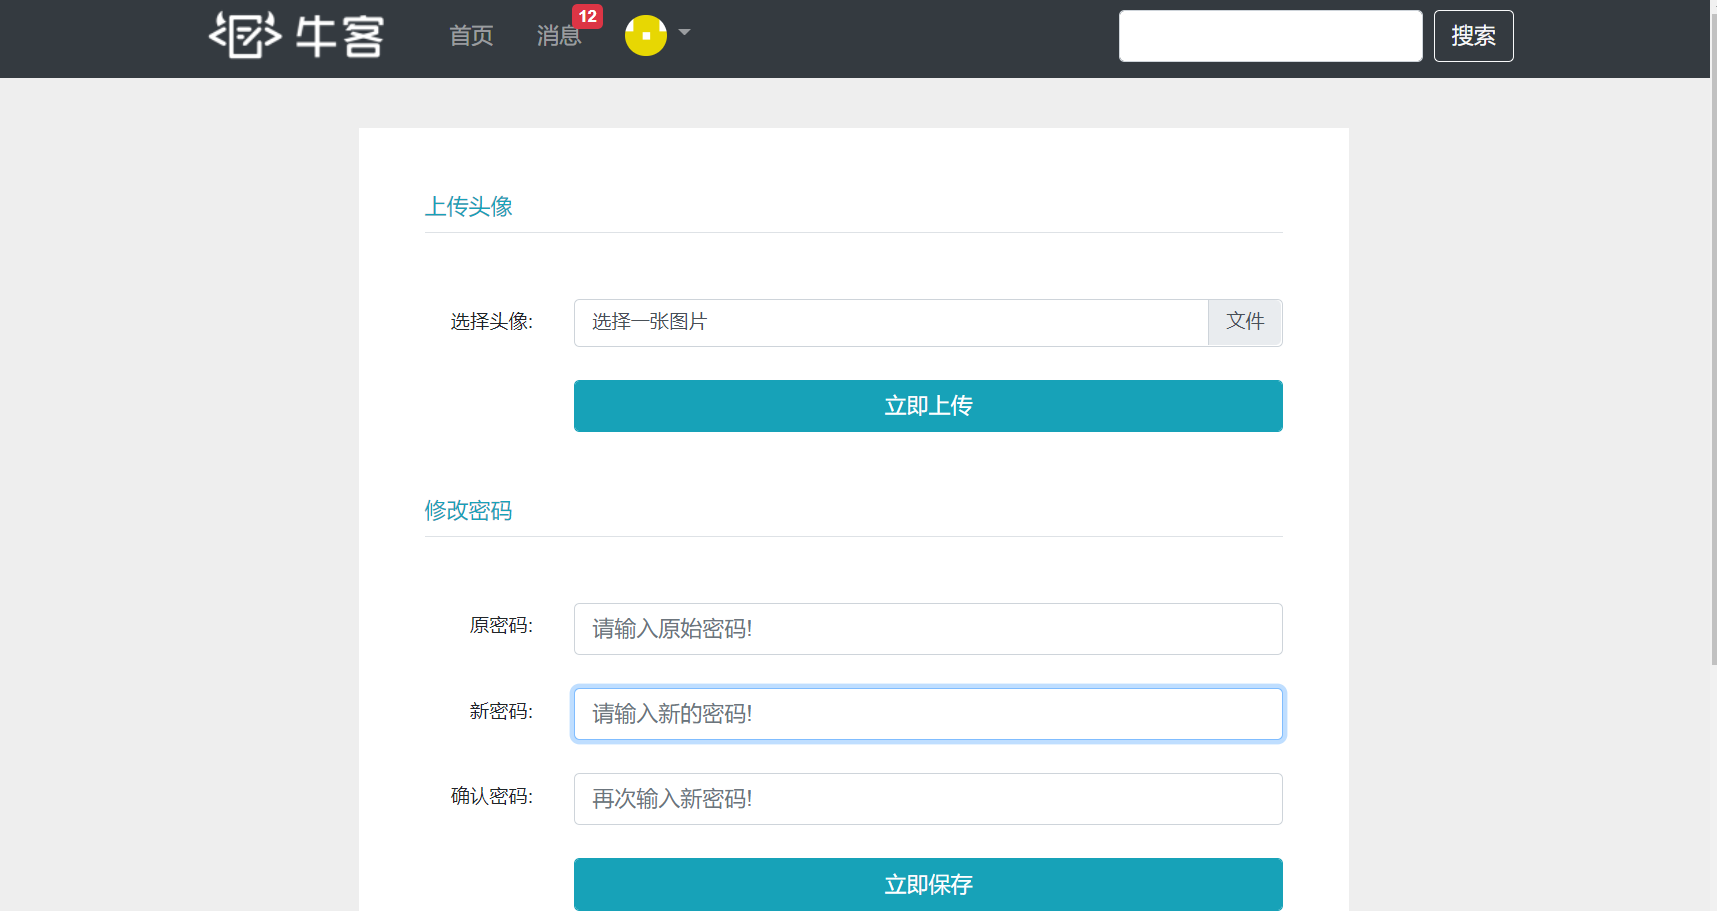 牛客 首页 消息 12 搜索
上传头像
选择头像: 选择一张图片 文件
立即上传
修改密码
原密码: 请输入原始密码!
新密码: 请输入新的密码!
确认密码: 再次输入新密码!
立即保存